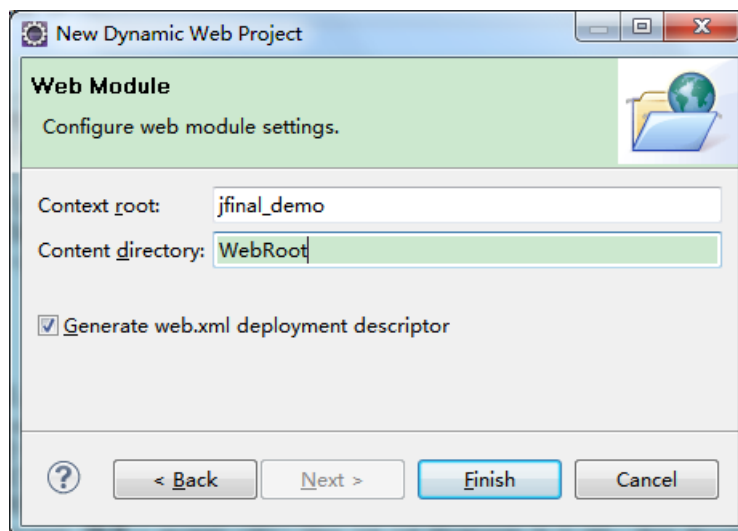 New Dynamic Web Project
Web Module
Configure web module settings.
Context root: jfinal_demo
Content directory: WebRoot
Generate web.xml deployment descriptor
? < Back Next > Finish Cancel